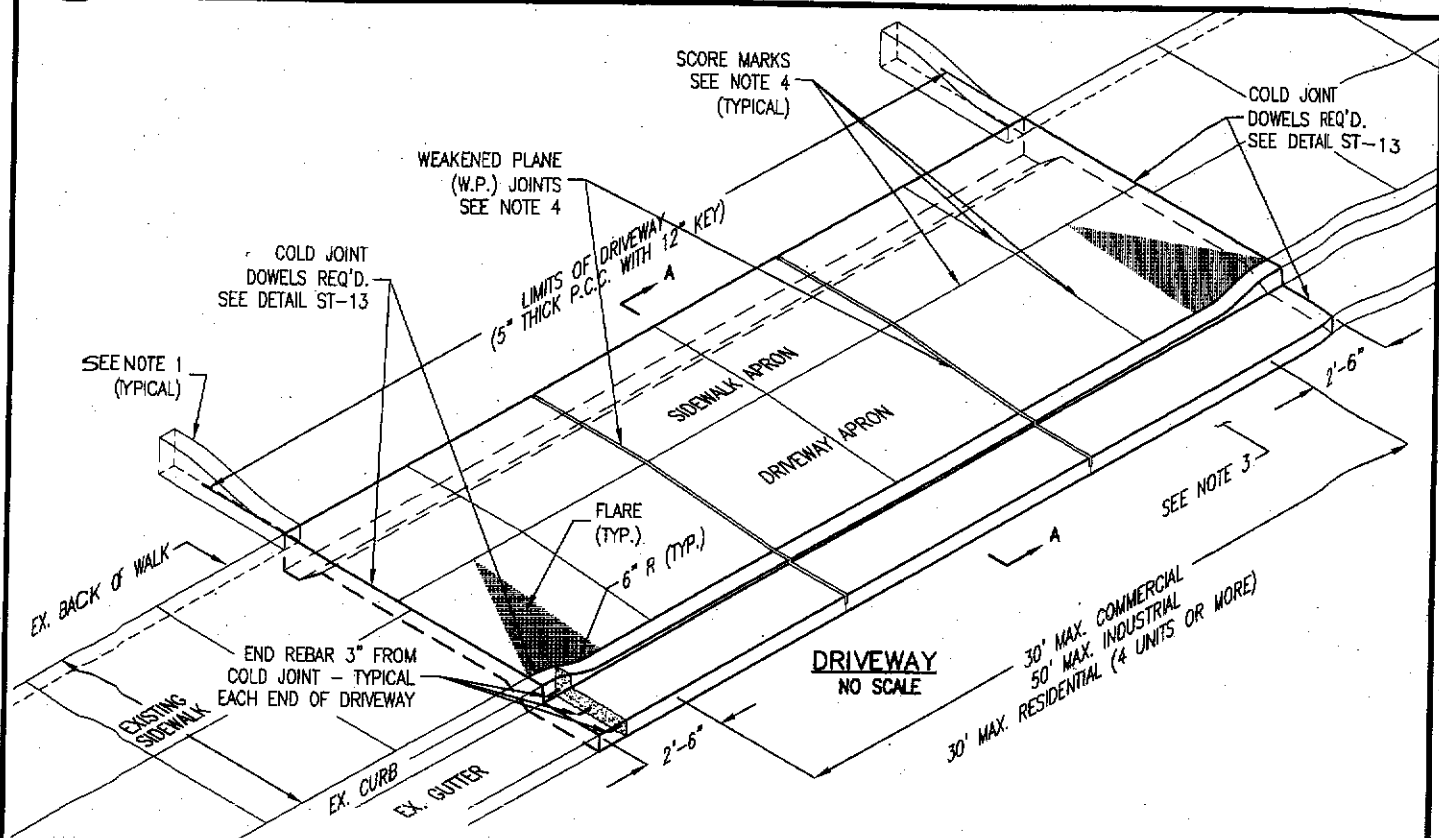 SCORE MARKS
SEE NOTE 4
(TYPICAL)
COLD JOINT
DOWELS REQ'D.
SEE DETAIL ST-13
WEAKENED PLANE
(W.P.) JOINTS
SEE NOTE 4
LIMITS OF DRIVEWAY
(5" THICK P.C.C. WITH 12" KEY)
A
COLD JOINT
DOWELS REQ'D.
SEE DETAIL ST-13
SEE NOTE 1
(TYPICAL)
SIDEWALK APRON
DRIVEWAY APRON
2'-6"
SEE NOTE 3
FLARE
(TYP.)
6" R (TYP.)
A
EX. BACK of WALK
END REBAR 3" FROM
COLD JOINT - TYPICAL
EACH END OF DRIVEWAY
DRIVEWAY
NO SCALE
30' MAX. COMMERCIAL
50' MAX. INDUSTRIAL
30' MAX. RESIDENTIAL (4 UNITS OR MORE)
EXISTING
SIDEWALK
2'-6"
EX. CURB
EX. GUTTER